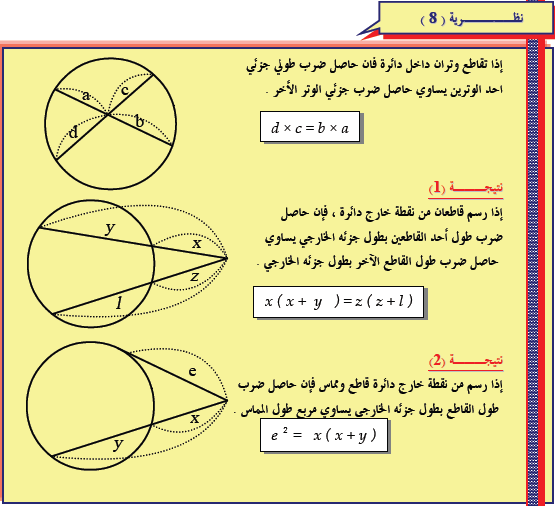 نظـــــــــــرية ( 8 )
إذا تقاطع وتران داخل دائرة فان حاصل ضرب طولي جزئي
احد الوترين يساوي حاصل ضرب جزئي الوتر الأخر .
d × c = b × a
a
c
d
b
نتيجـــــــة (1)
إذا رسم قاطعان من نقطة خارج دائرة ، فإن حاصل
ضرب طول أحد القاطعين بطول جزئه الخارجي يساوي
حاصل ضرب طول القاطع الآخر بطول جزئه الخارجي .
x ( x + y ) = z ( z + l )
y
x
z
l
نتيجـــــــة (2)
إذا رسم من نقطة خارج دائرة قاطع ومماس فإن حاصل ضرب
طول القاطع بطول جزئه الخارجي يساوي مربع طول المماس .
e ² = x ( x + y )
e
x
y